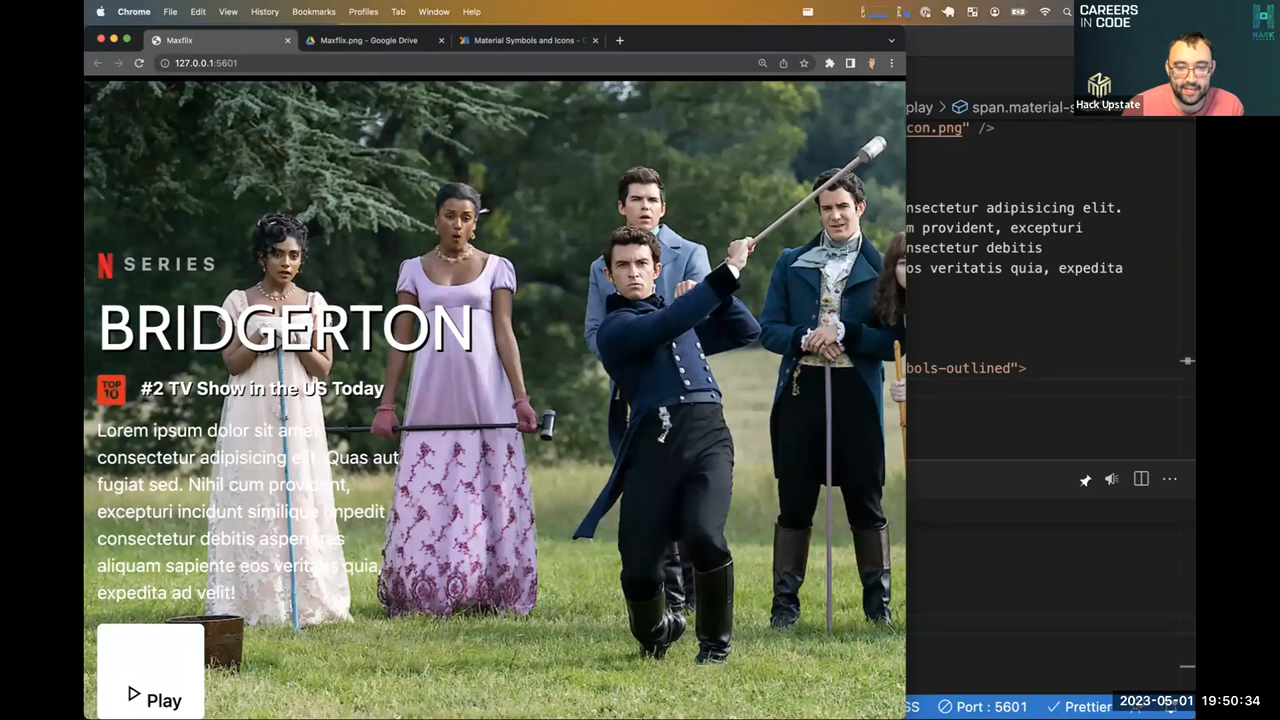 Chrome File Edit View History Bookmarks Profiles Tab Window Help
CAREERS
IN CODE
HACK
Hack Upstate
Maxflix
Maxflix.png - Google Drive
Material Symbols and Icons -
127.0.0.1:5601
play > span.material-s
con.png" />
nsectetur adipisicing elit.
m provident, excepturi
nsectetur debitis
os veritatis quia, expedita
bols-outlined">
N SERIES
BRIDGERTON
TOP
10
#2 TV Show in the US Today
Lorem ipsum dolor sit amet
consectetur adipisicing elit. Quas aut
fugiat sed. Nihil cum provident,
excepturi incidunt similique impedit
consectetur debitis asperiores
aliquam sapiente eos veritatis quia,
expedita ad velit!
Play
SS Port : 5601 Prettier
2023-05-01 19:50:34